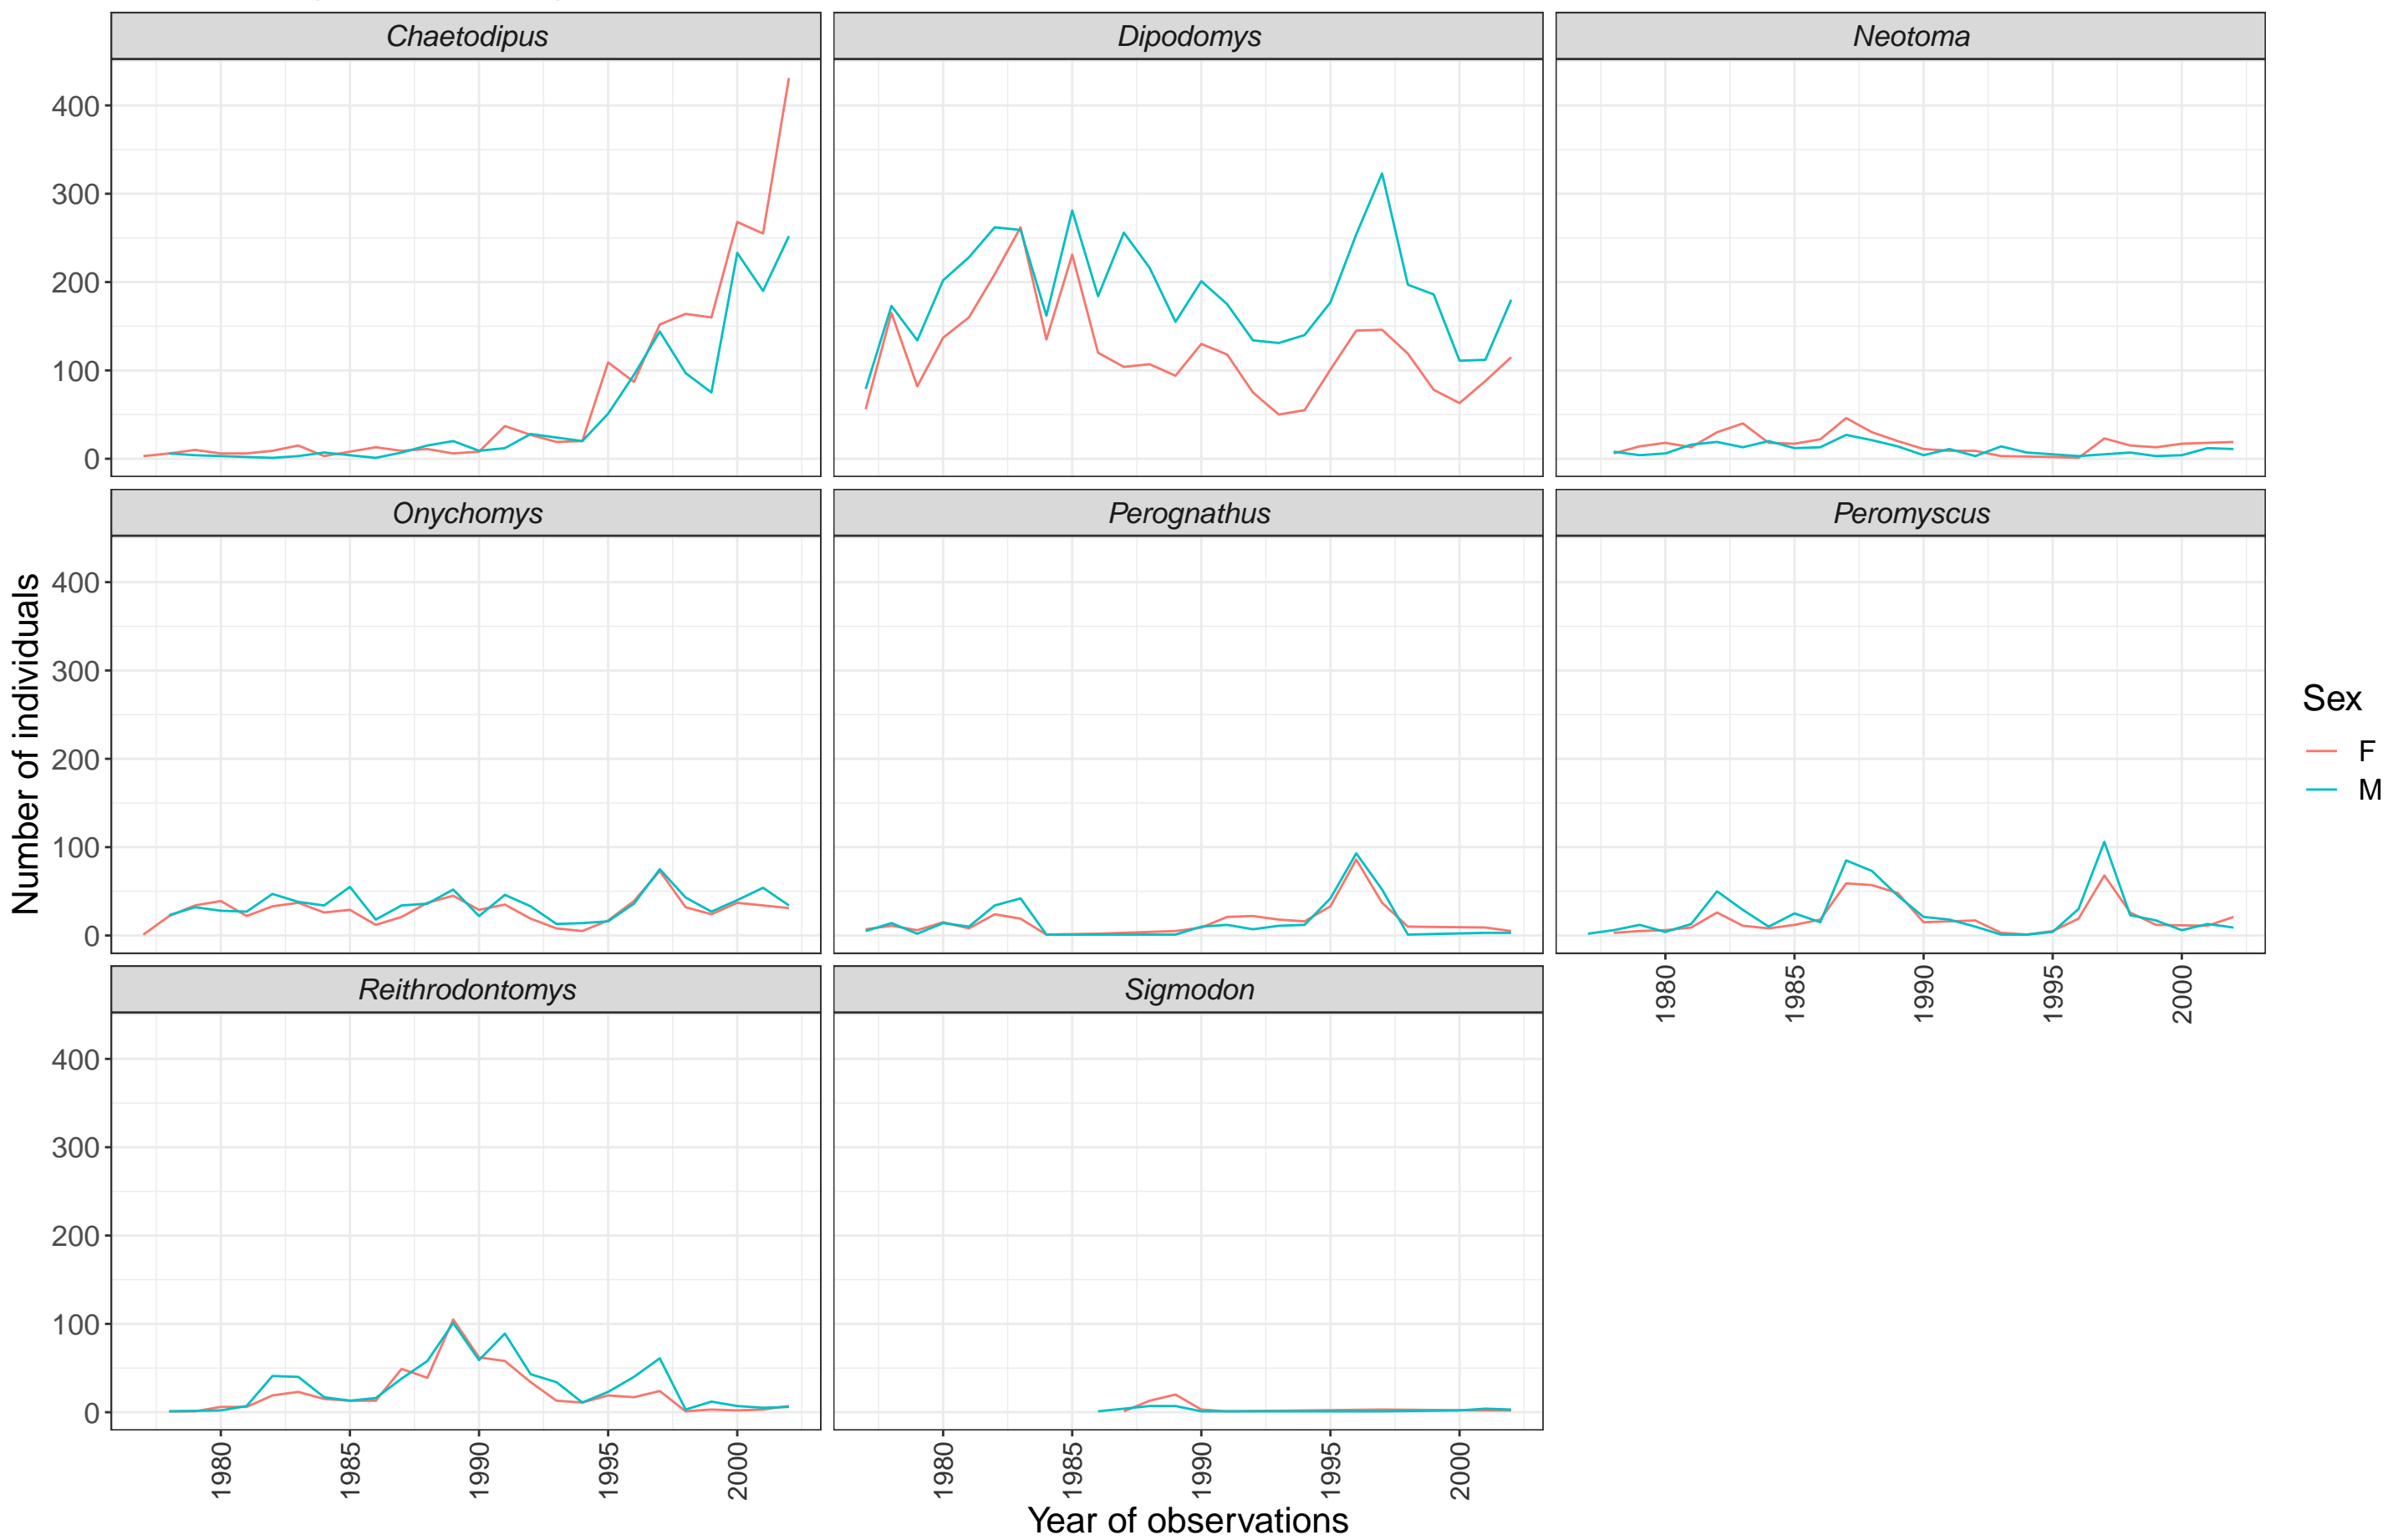 Chaetodipus Dipodomys Neotoma
400
300
200
100
0
Onychomys Perognathus Peromyscus
400
300
200
100
0
Number of individuals
Sex
F
M
1980 1985 1990 1995 2000
Reithrodontomys Sigmodon
400
300
200
100
0
1980 1985 1990 1995 2000 1980 1985 1990 1995 2000
Year of observations